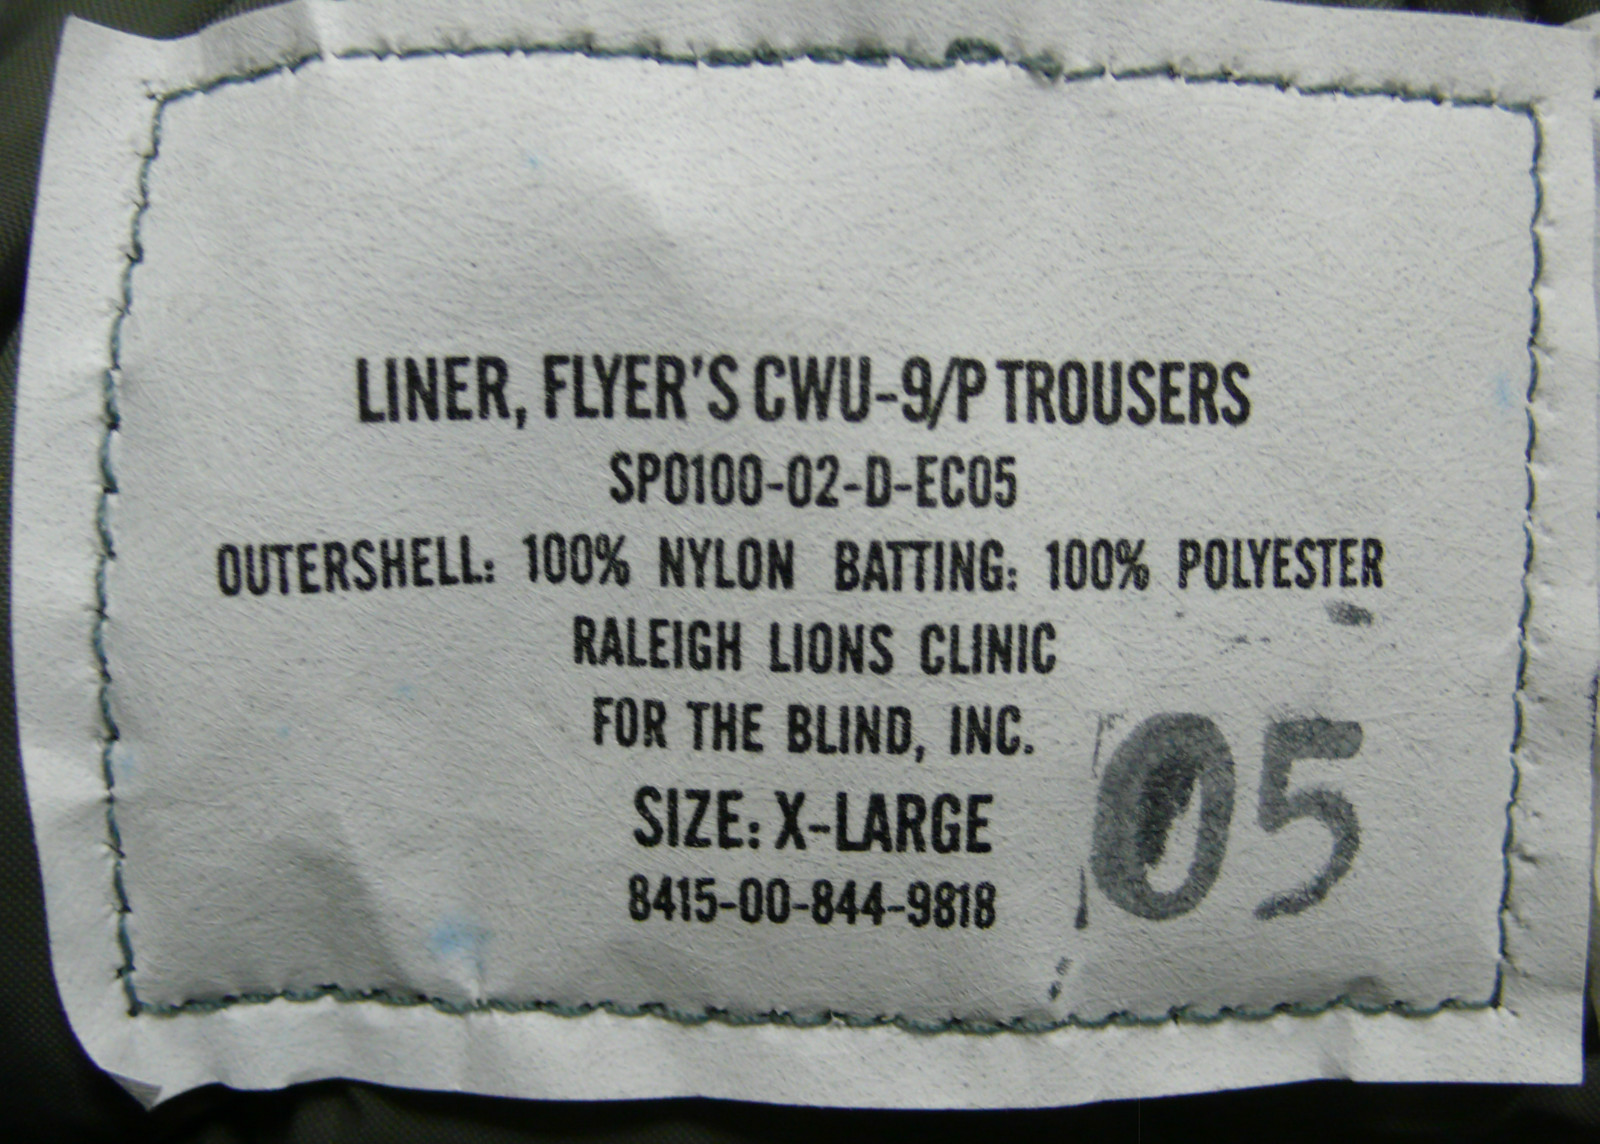 LINER, FLYER'S CWU-9/P TROUSERS
SP0100-02-D-EC05
OUTERSHELL: 100% NYLON BATTING: 100% POLYESTER
RALEIGH LIONS CLINIC
FOR THE BLIND, INC.
SIZE: X-LARGE
8415-00-844-9818
05